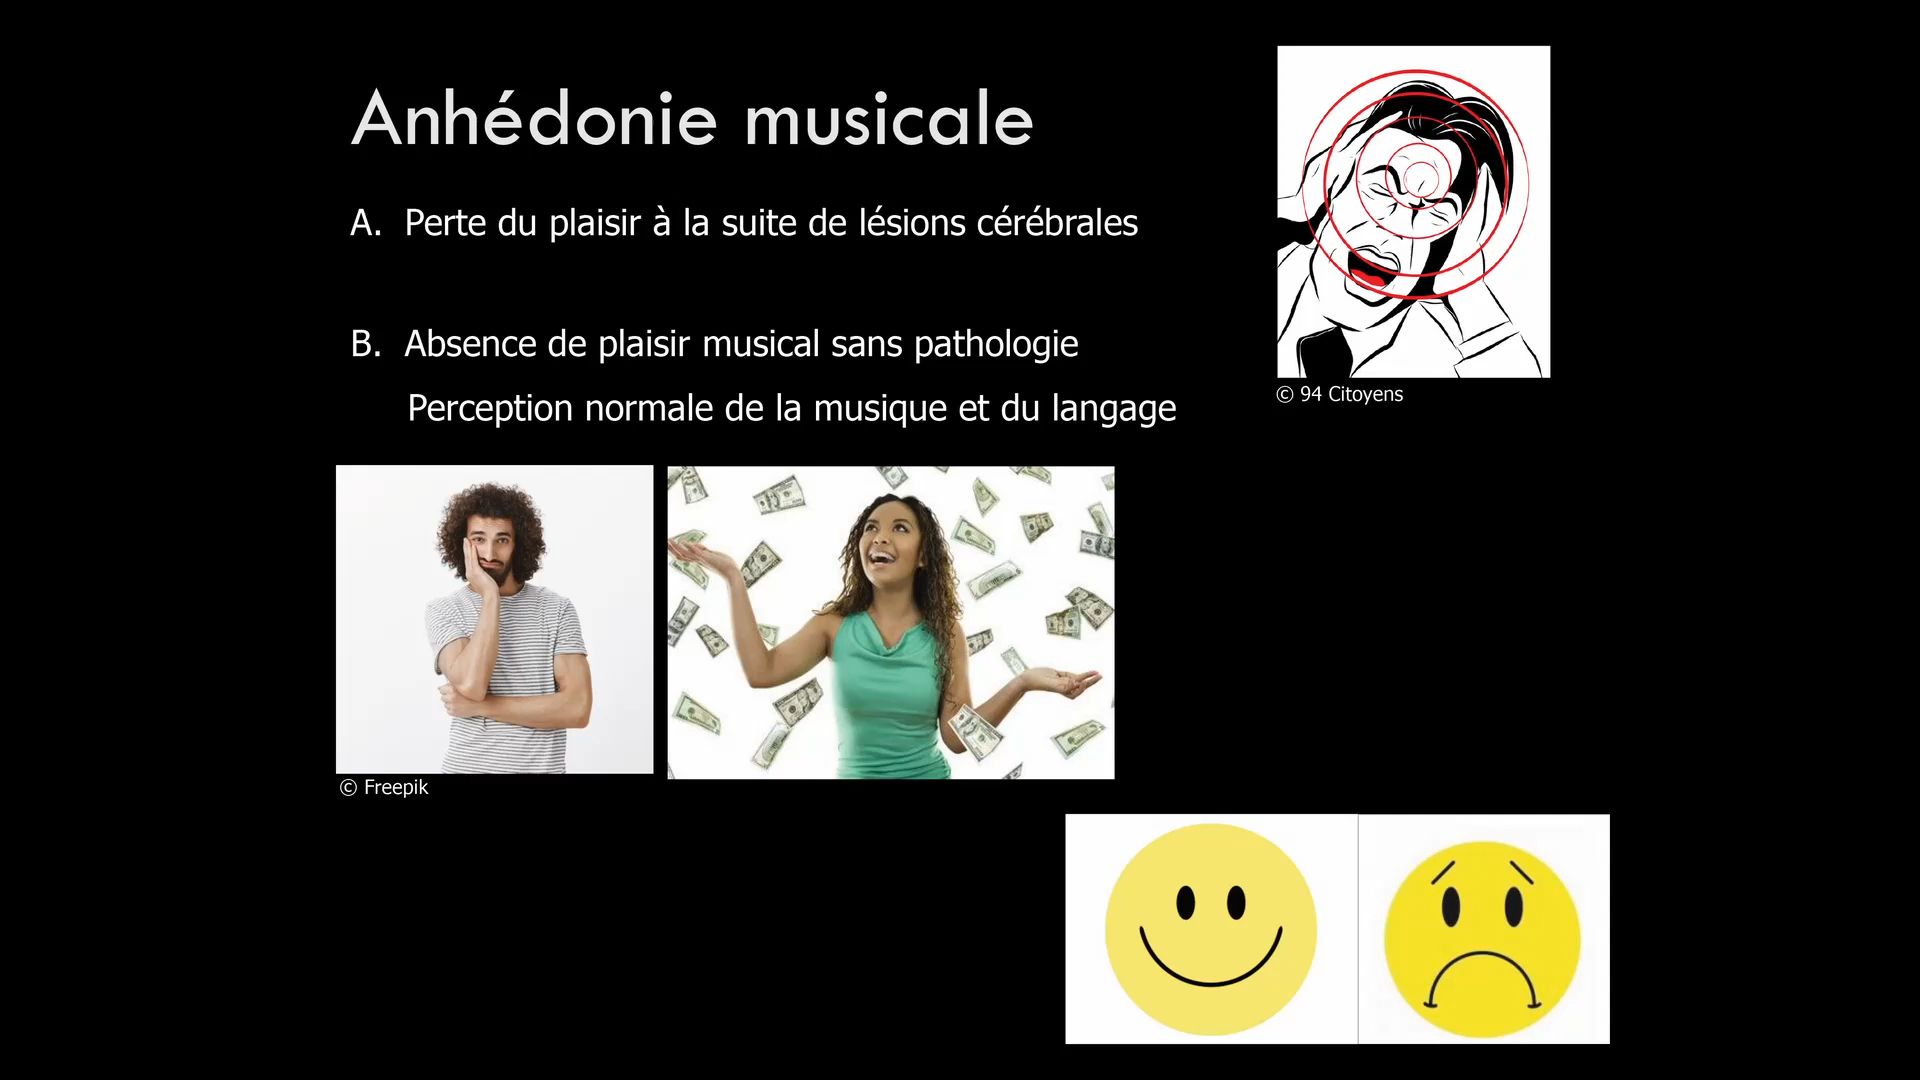 Anhédonie musicale
A. Perte du plaisir à la suite de lésions cérébrales
B. Absence de plaisir musical sans pathologie
Perception normale de la musique et du langage
© 94 Citoyens
© Freepik